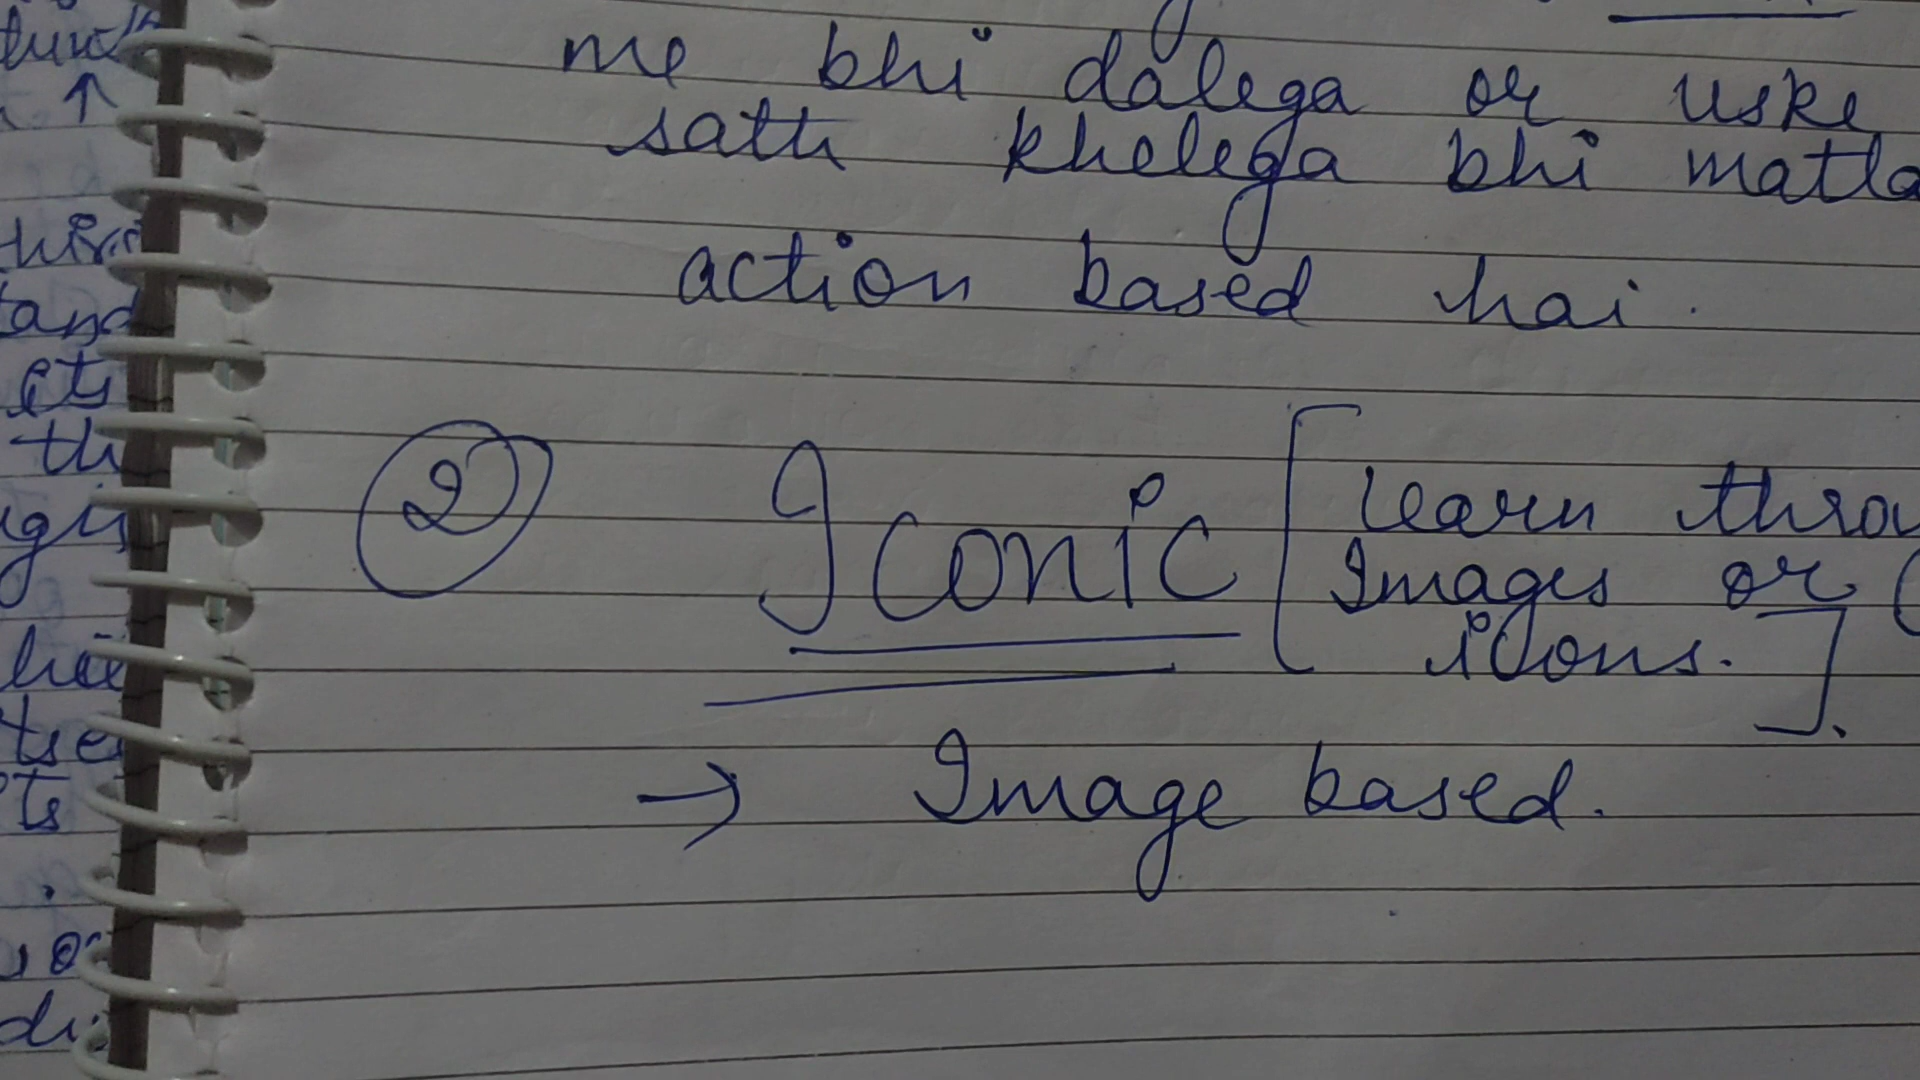 me bhi dalega or uske
sath khelega bhi matla
action based hai.
② Iconic [learn throu
Images or (
icons.].
→ Image based.